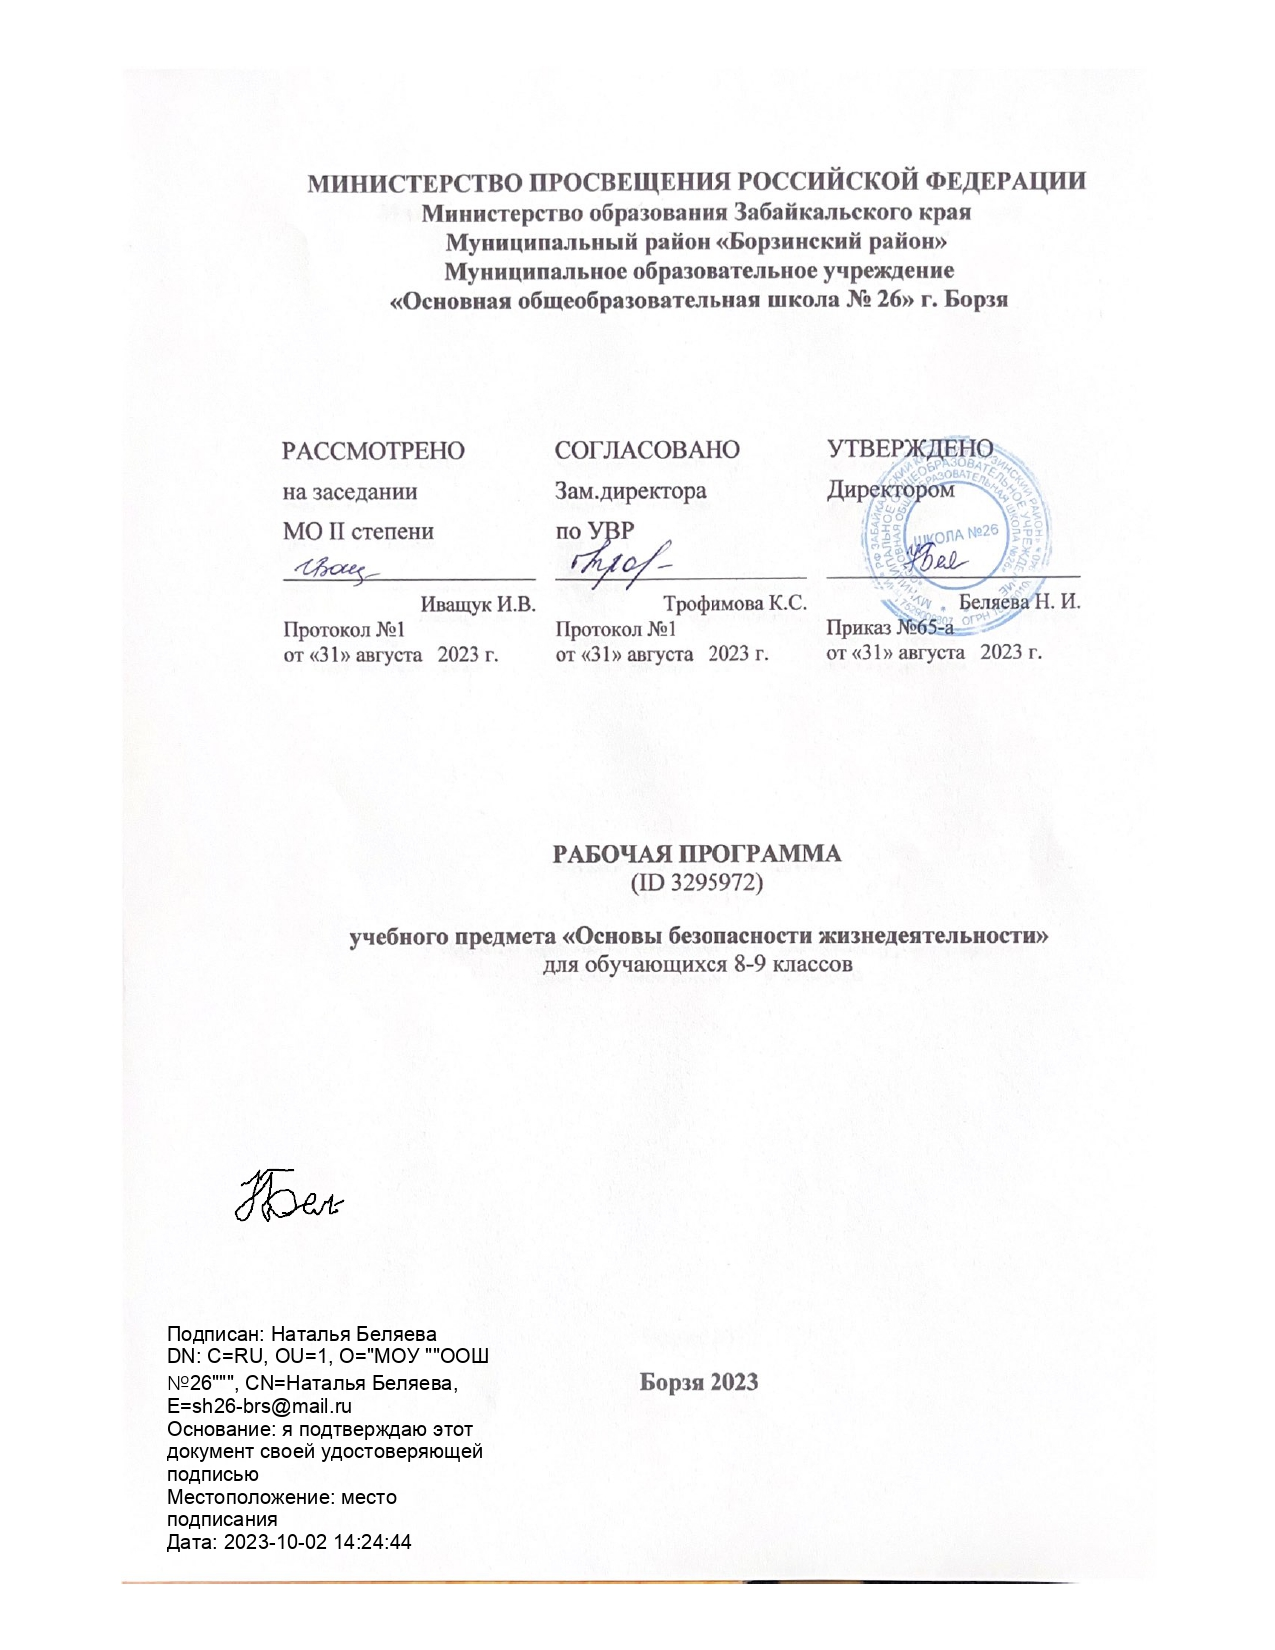 МИНИСТЕРСТВО ПРОСВЕЩЕНИЯ РОССИЙСКОЙ ФЕДЕРАЦИИ
Министерство образования Забайкальского края
Муниципальный район «Борзинский район»
Муниципальное образовательное учреждение
«Основная общеобразовательная школа № 26» г. Борзя
РАССМОТРЕНО
на заседании
МО II степени
Иващук И.В.
Протокол №1
от «31» августа 2023 г.
СОГЛАСОВАНО
Зам.директора
по УВР
Трофимова К.С.
Протокол №1
от «31» августа 2023 г.
УТВЕРЖДЕНО
Директором
ШКОЛА №26
Беляева Н. И.
Приказ №65-а
от «31» августа 2023 г.
РАБОЧАЯ ПРОГРАММА
(ID 3295972)
учебного предмета «Основы безопасности жизнедеятельности»
для обучающихся 8-9 классов
Подписан: Наталья Беляева
DN: C=RU, OU=1, O="МОУ ""ООШ
№26""", CN=Наталья Беляева,
E=sh26-brs@mail.ru
Основание: я подтверждаю этот
документ своей удостоверяющей
подписью
Местоположение: место
подписания
Дата: 2023-10-02 14:24:44
Борзя 2023